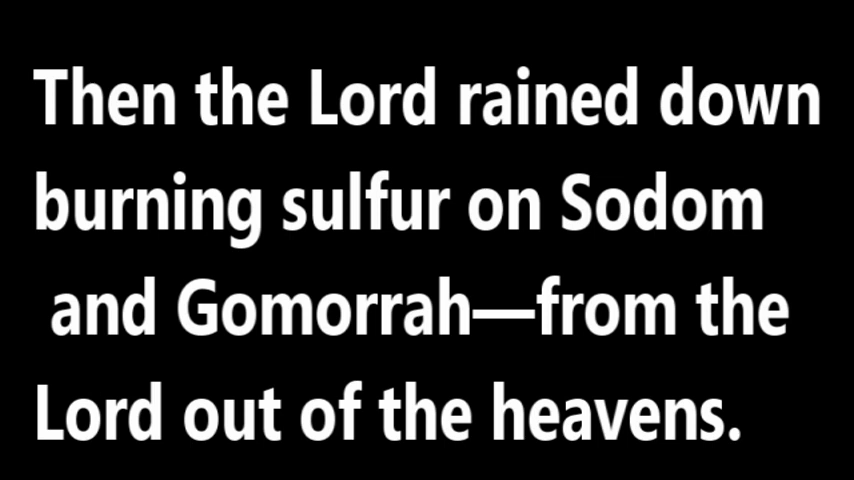 Then the Lord rained down
burning sulfur on Sodom
and Gomorrah—from the
Lord out of the heavens.